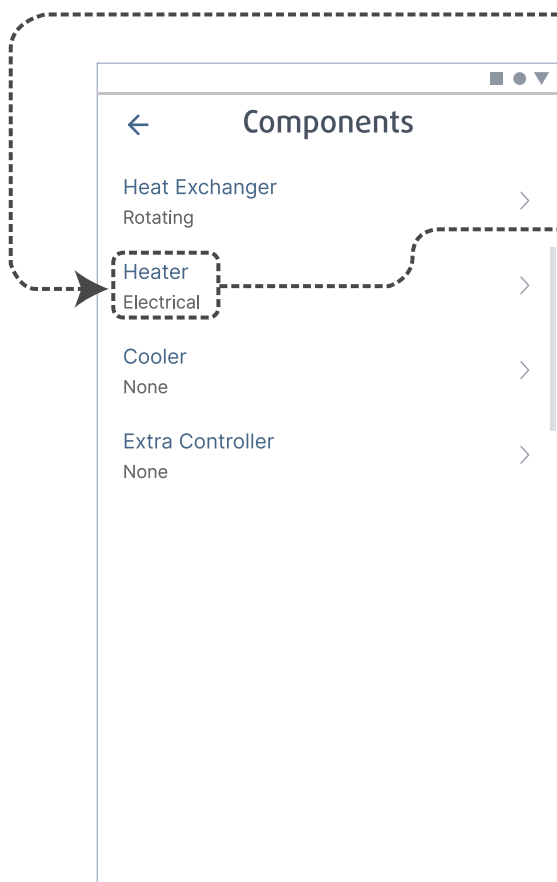 Components
Heat Exchanger
Rotating
Heater
Electrical
Cooler
None
Extra Controller
None